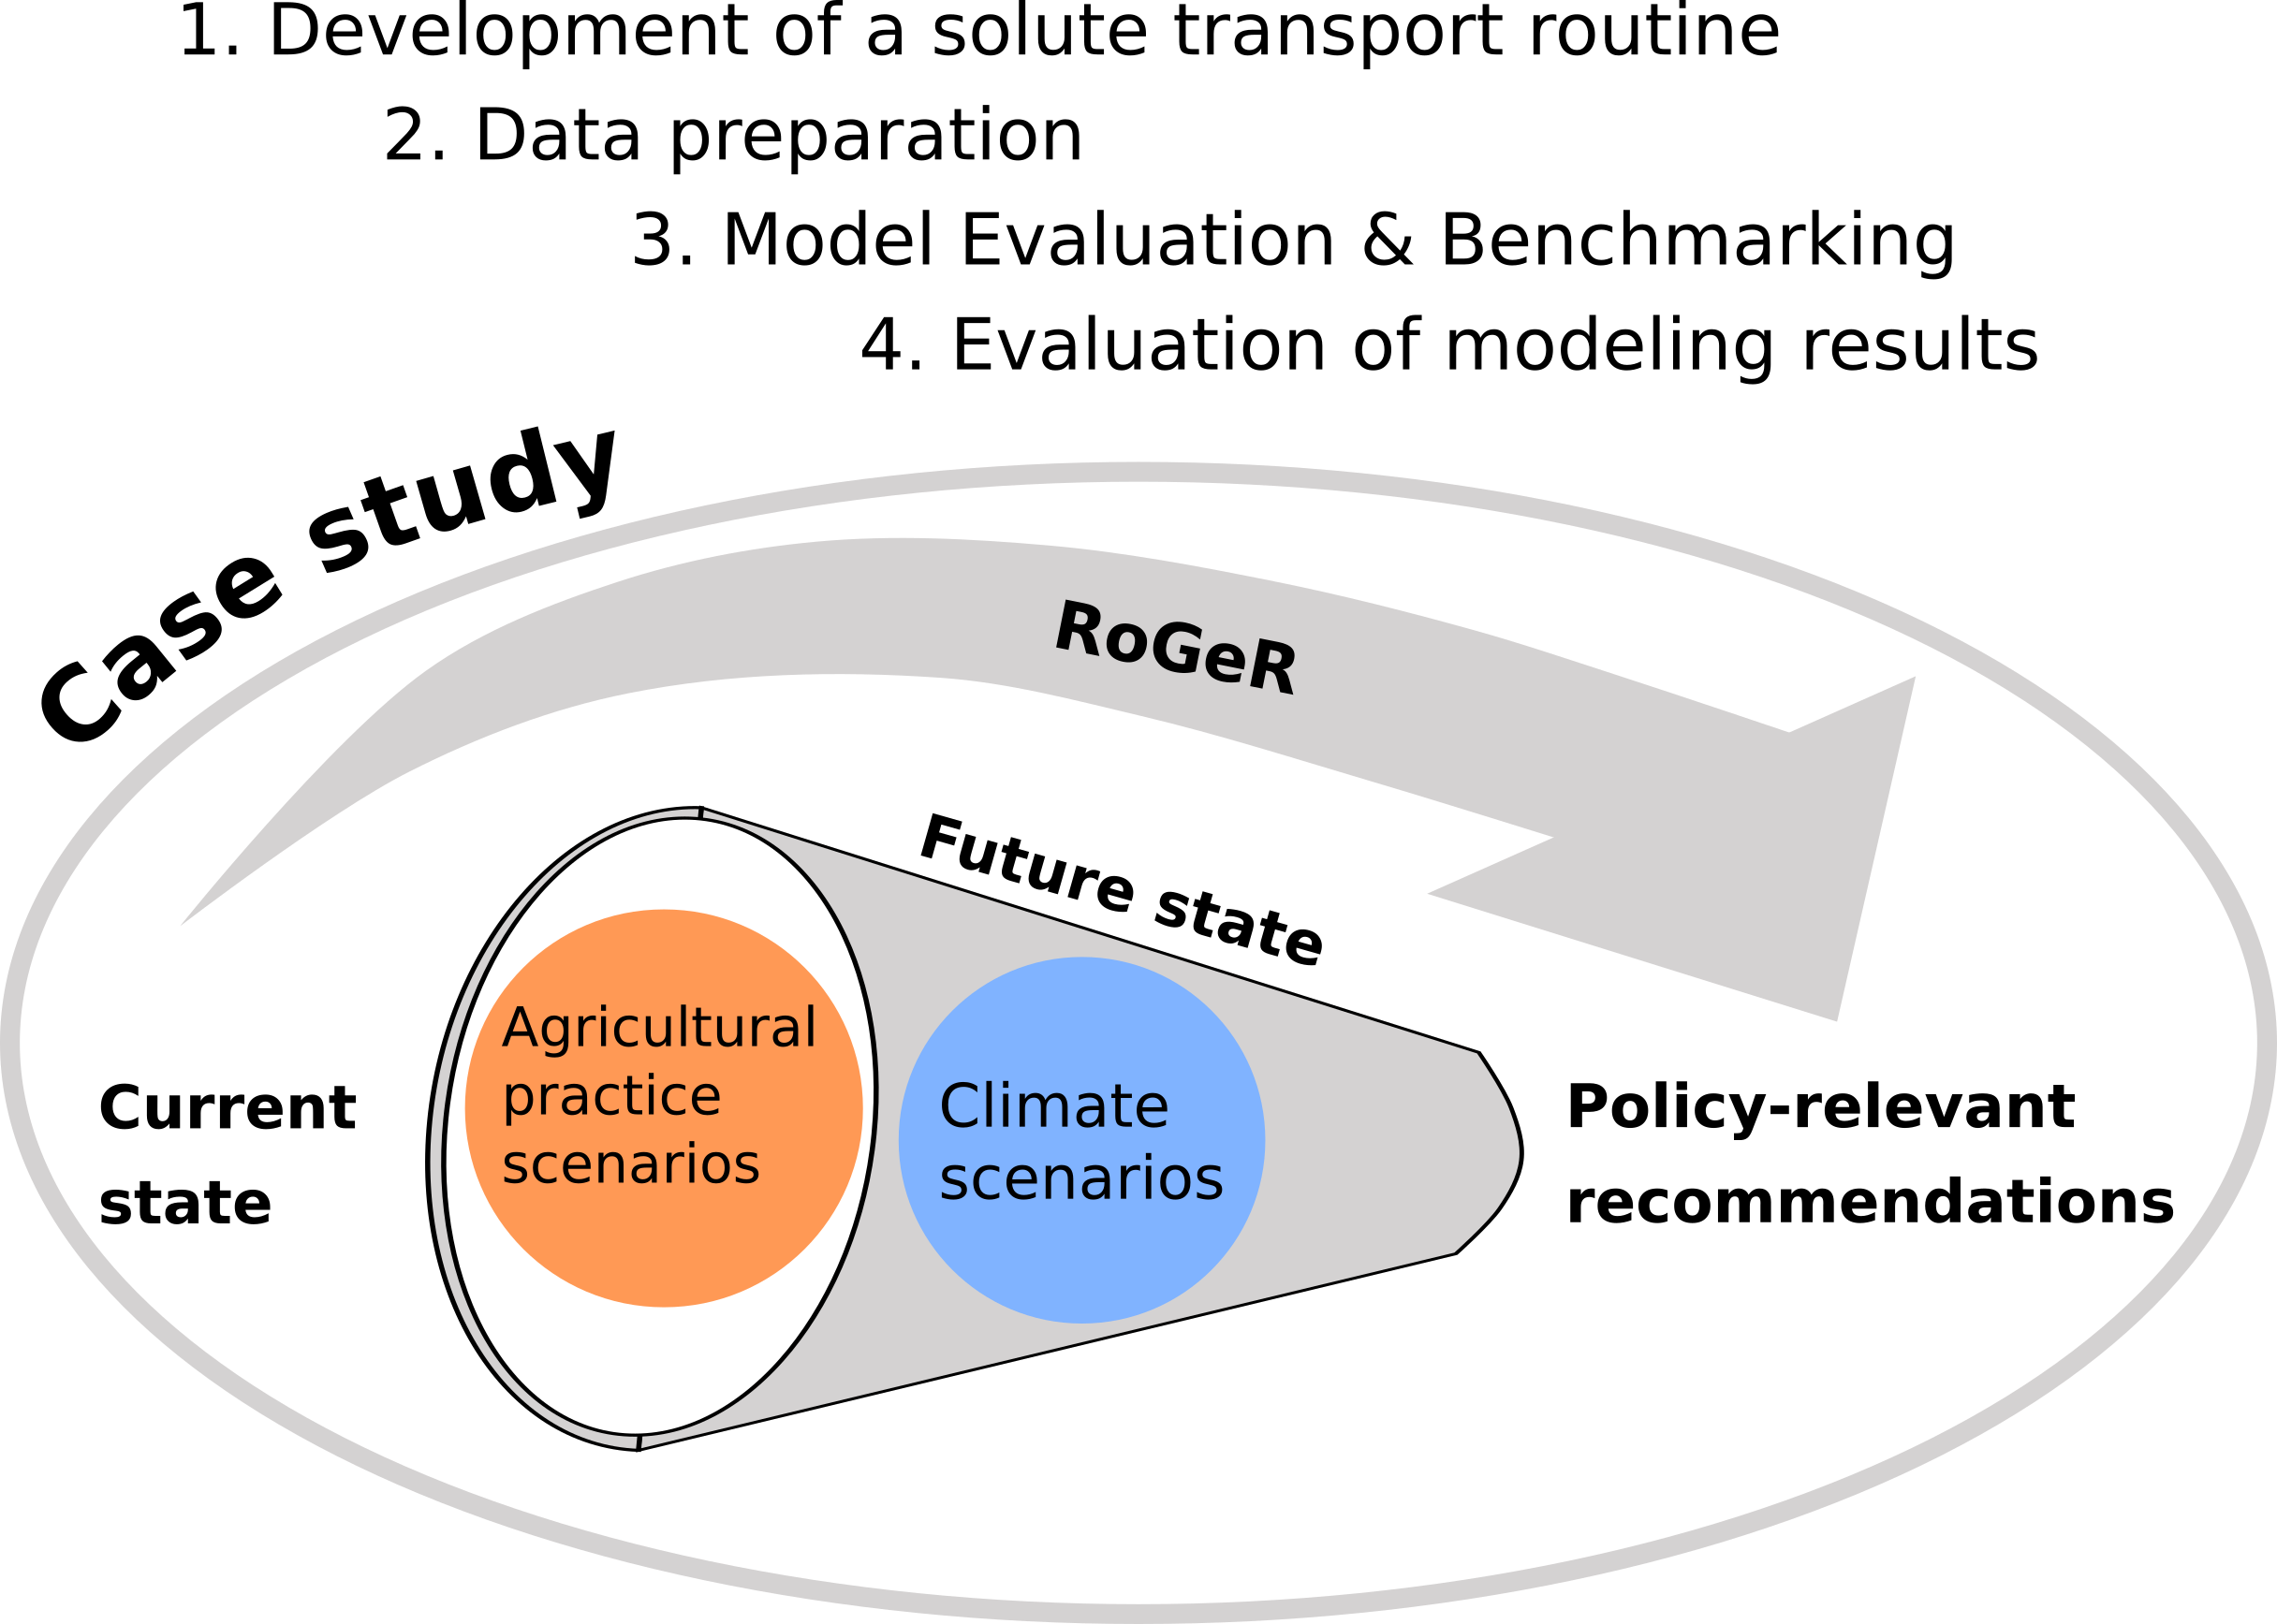 1. Development of a solute transport routine
2. Data preparation
3. Model Evaluation & Benchmarking
4. Evaluation of modeling results
Case study
RoGeR
Future state
Agricultural
practice
scenarios
Climate
scenarios
Current
state
Policy-relevant
recommendations